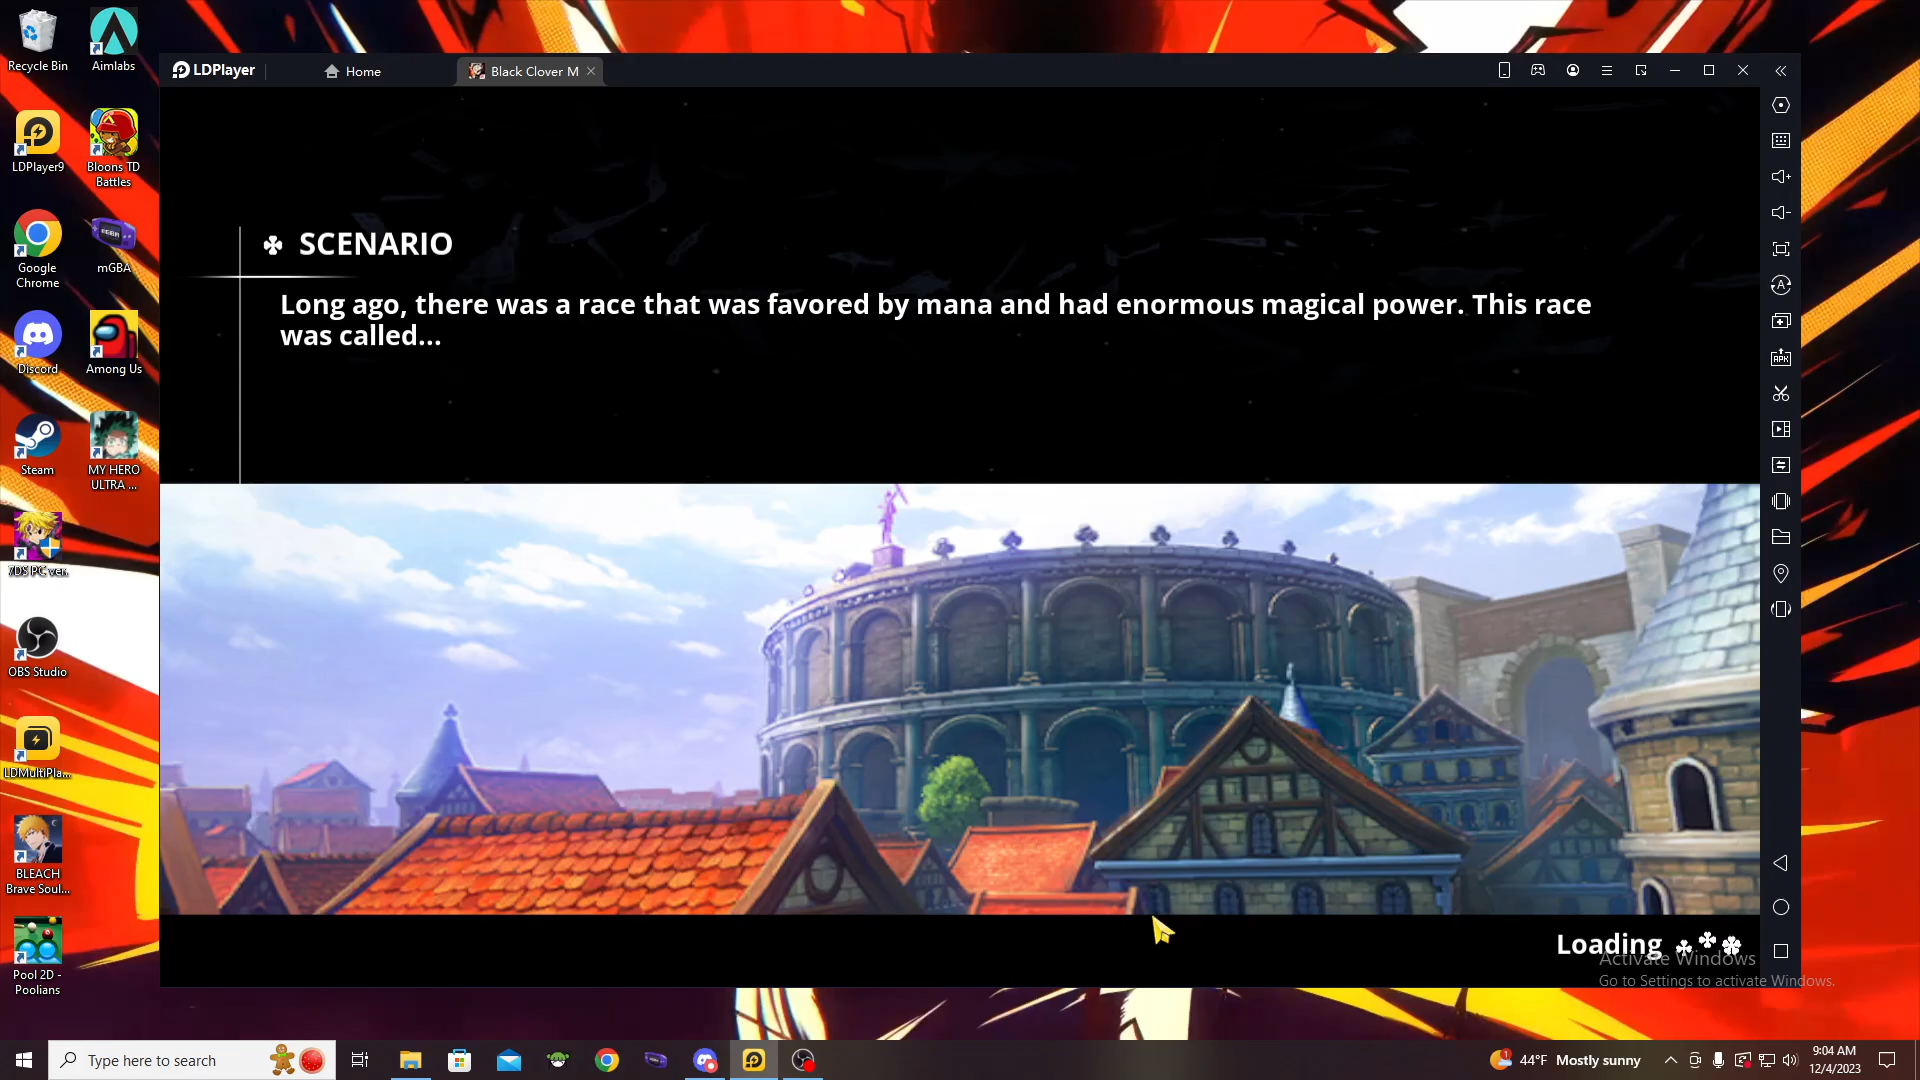 Recycle Bin
Aimlabs
LDPlayer
Home
Black Clover M
LDPlayer9
Bloons TD
Battles
Google
Chrome
mGBA
Discord
Among Us
Steam
MY HERO
ULTRA ...
7DS PC ver.
OBS Studio
LDMultiPla...
BLEACH
Brave Soul...
Pool 2D -
Poolians
SCENARIO
Long ago, there was a race that was favored by mana and had enormous magical power. This race
was called...
APK
Loading
Activate Windows
Go to Settings to activate Windows.
Type here to search
1
44°F Mostly sunny
9:04 AM
12/4/2023